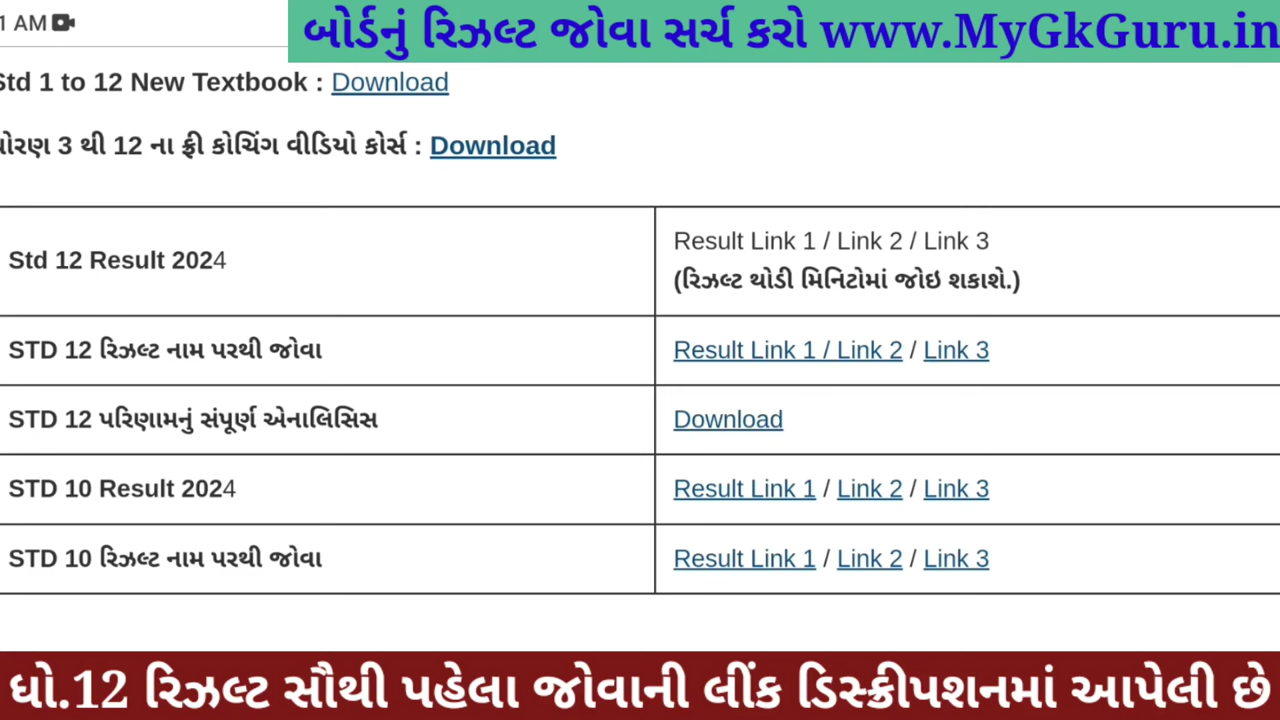 1 AM
બોર્ડનું રિઝલ્ટ જોવા સર્ચ કરો www.MyGkGuru.in
Std 1 to 12 New Textbook : Download
ધોરણ 3 થી 12 ના ફ્રી કોચિંગ વીડિયો કોર્સ : Download
Std 12 Result 2024
Result Link 1 / Link 2 / Link 3
(રિઝલ્ટ થોડી મિનિટોમાં જોઇ શકાશે.)
STD 12 રિઝલ્ટ નામ પરથી જોવા
Result Link 1 / Link 2 / Link 3
STD 12 પરિણામનું સંપૂર્ણ એનાલિસિસ
Download
STD 10 Result 2024
Result Link 1 / Link 2 / Link 3
STD 10 રિઝલ્ટ નામ પરથી જોવા
Result Link 1 / Link 2 / Link 3
ધો.12 રિઝલ્ટ સૌથી પહેલા જોવાની લીંક ડિસ્ક્રીપશનમાં આપેલી છે